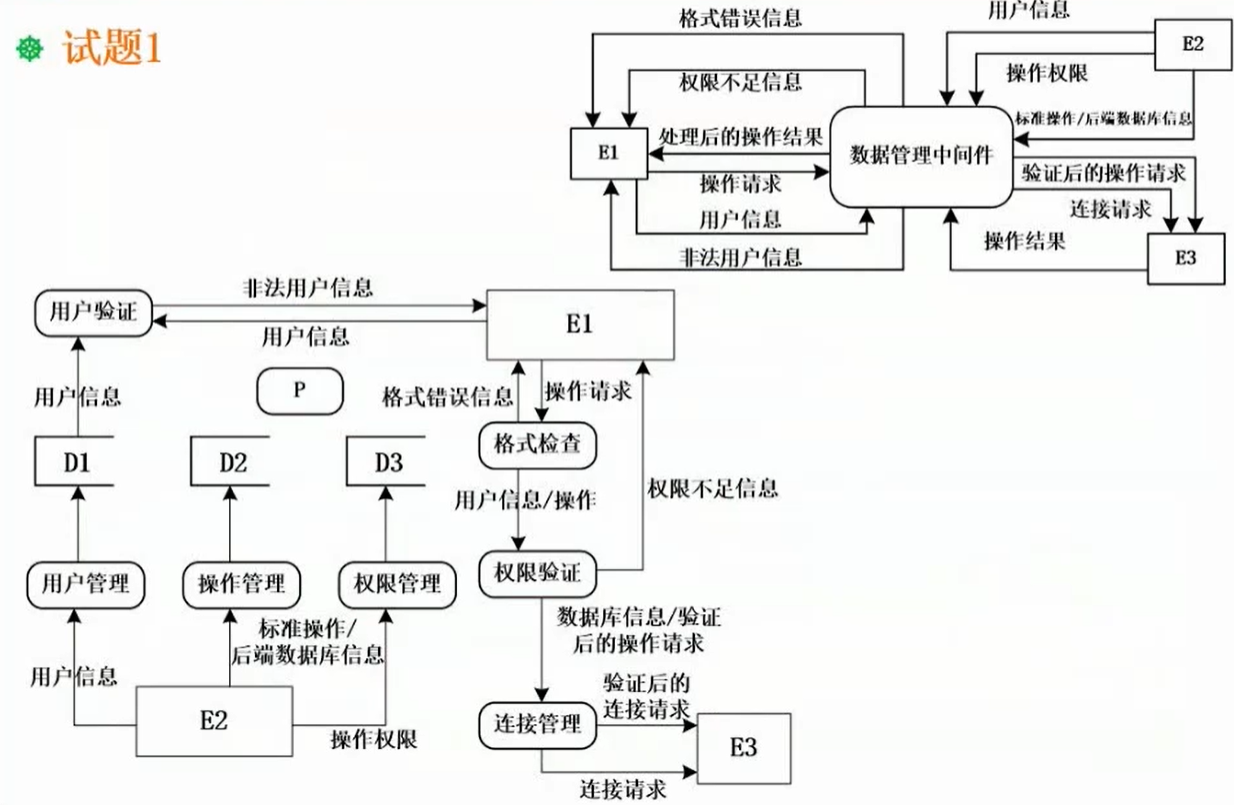 试题1
格式错误信息
用户信息
E2
权限不足信息
操作权限
标准操作/后端数据库信息
E1
处理后的操作结果
数据管理中间件
操作请求
验证后的操作请求
用户信息
连接请求
非法用户信息
操作结果
E3
用户验证
非法用户信息
用户信息
E1
用户信息
P
格式错误信息
操作请求
D1
D2
D3
格式检查
用户信息/操作
权限不足信息
用户管理
操作管理
权限管理
权限验证
标准操作/
后端数据库信息
数据库信息/验证
后的操作请求
用户信息
E2
操作权限
验证后的
连接请求
连接管理
E3
连接请求